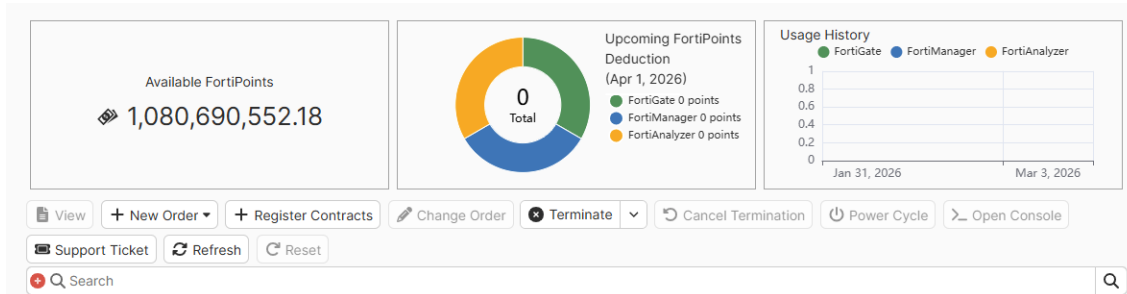 Available FortiPoints
1,080,690,552.18
0
Total
Upcoming FortiPoints
Deduction
(Apr 1, 2026)
FortiGate 0 points
FortiManager 0 points
FortiAnalyzer 0 points
Usage History
FortiGate FortiManager FortiAnalyzer
1
0.8
0.6
0.4
0.2
0
Jan 31, 2026 Mar 3, 2026
View + New Order + Register Contracts Change Order Terminate Cancel Termination Power Cycle Open Console
Support Ticket Refresh Reset
Search